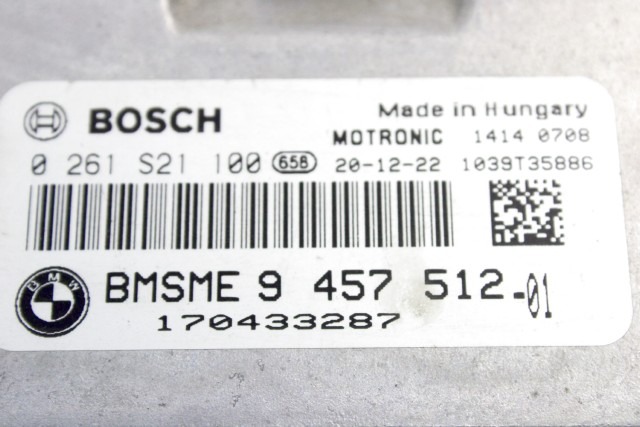 BOSCH
Made in Hungary
MOTRONIC 1414 0708
0 261 S21 100 658 20-12-22 1039T35886
BMW
BMSME 9 457 512-01
170433287